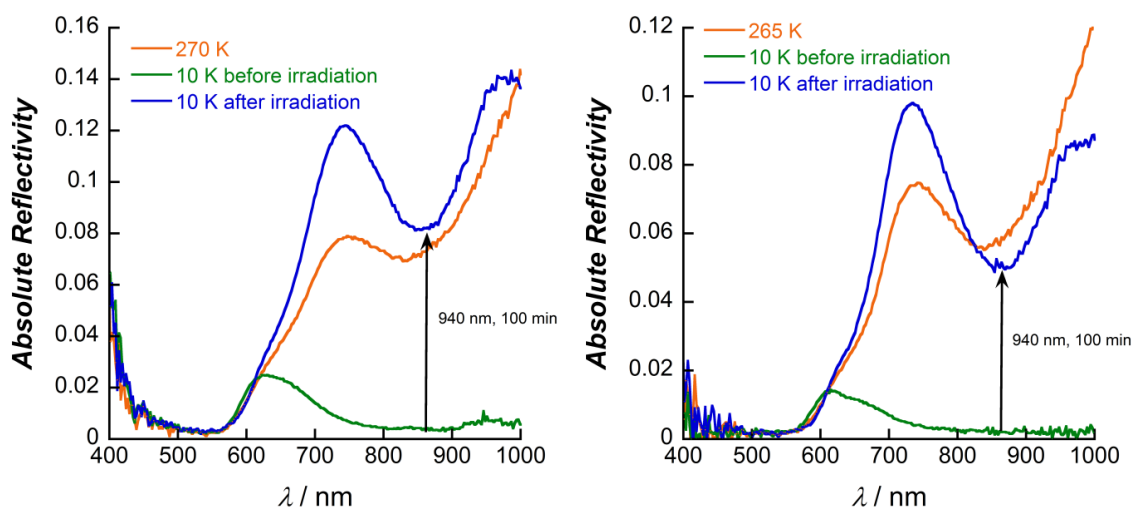 0.16
0.14
0.12
0.1
0.08
0.06
0.04
0.02
0
Absolute Reflectivity
270 K
10 K before irradiation
10 K after irradiation
940 nm, 100 min
400 500 600 700 800 900 1000
λ / nm
0.12
0.1
0.08
0.06
0.04
0.02
0
Absolute Reflectivity
265 K
10 K before irradiation
10 K after irradiation
940 nm, 100 min
400 500 600 700 800 900 1000
λ / nm